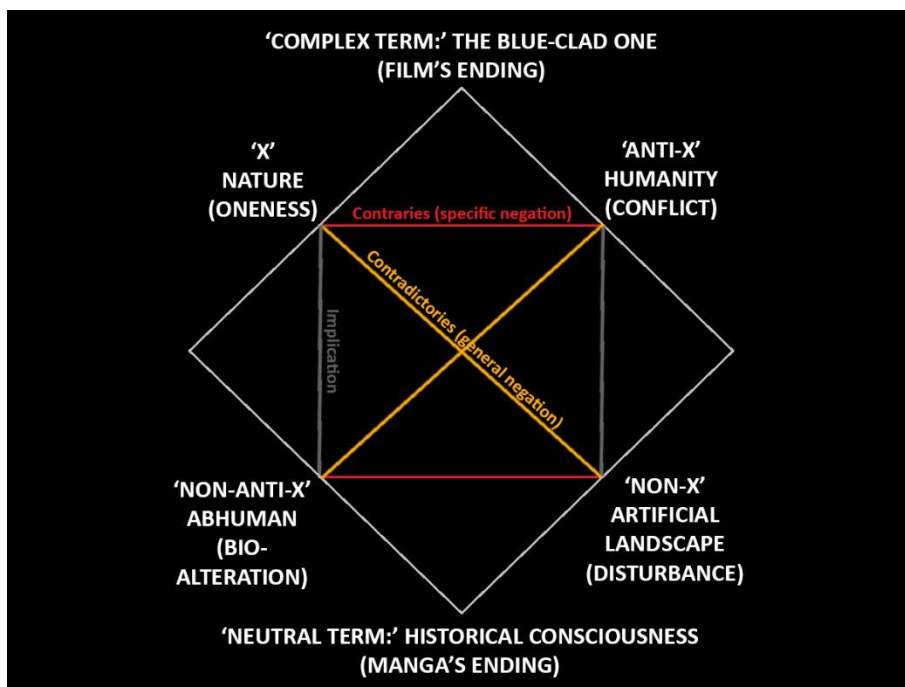 ‘COMPLEX TERM:’ THE BLUE-CLAD ONE
(FILM’S ENDING)
‘X’
NATURE
(ONENESS)
‘ANTI-X’
HUMANITY
(CONFLICT)
Contraries (specific negation)
Contradictories (general negation)
Implication
‘NON-ANTI-X’
ABHUMAN
(BIO-
ALTERATION)
‘NON-X’
ARTIFICIAL
LANDSCAPE
(DISTURBANCE)
‘NEUTRAL TERM:’ HISTORICAL CONSCIOUSNESS
(MANGA’S ENDING)